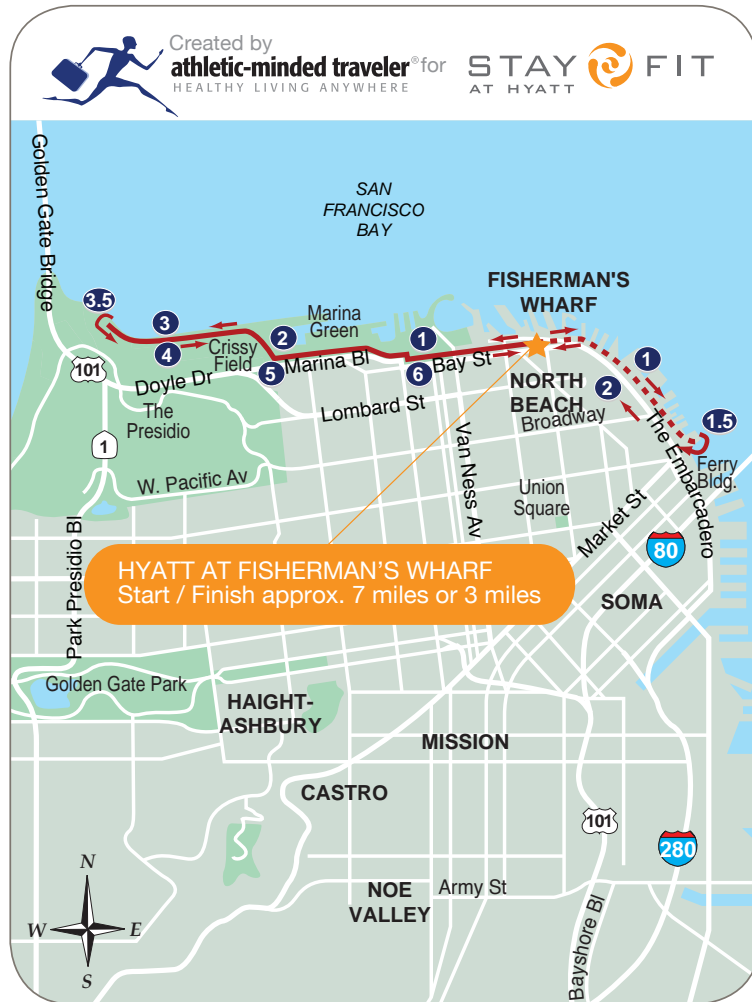 Created by
athletic-minded traveler® for
HEALTHY LIVING ANYWHERE
STAY FIT
AT HYATT
Golden Gate Bridge
SAN
FRANCISCO
BAY
FISHERMAN'S
WHARF
3.5
3
4
Crissy
Field
2
5
Marina
Green
Marina Bl
1
6
Bay St
1
2
1.5
NORTH
BEACH
101
Doyle Dr
The
Presidio
Lombard St
Broadway
The Embarcadero
Ferry
Bldg.
1
W. Pacific Av
Van Ness Av
Union
Square
Market St
80
Park Presidio Bl
HYATT AT FISHERMAN'S WHARF
Start / Finish approx. 7 miles or 3 miles
SOMA
Golden Gate Park
HAIGHT-
ASHBURY
MISSION
CASTRO
101
280
NOE
VALLEY
Army St
Bayshore Bl
N
W
E
S